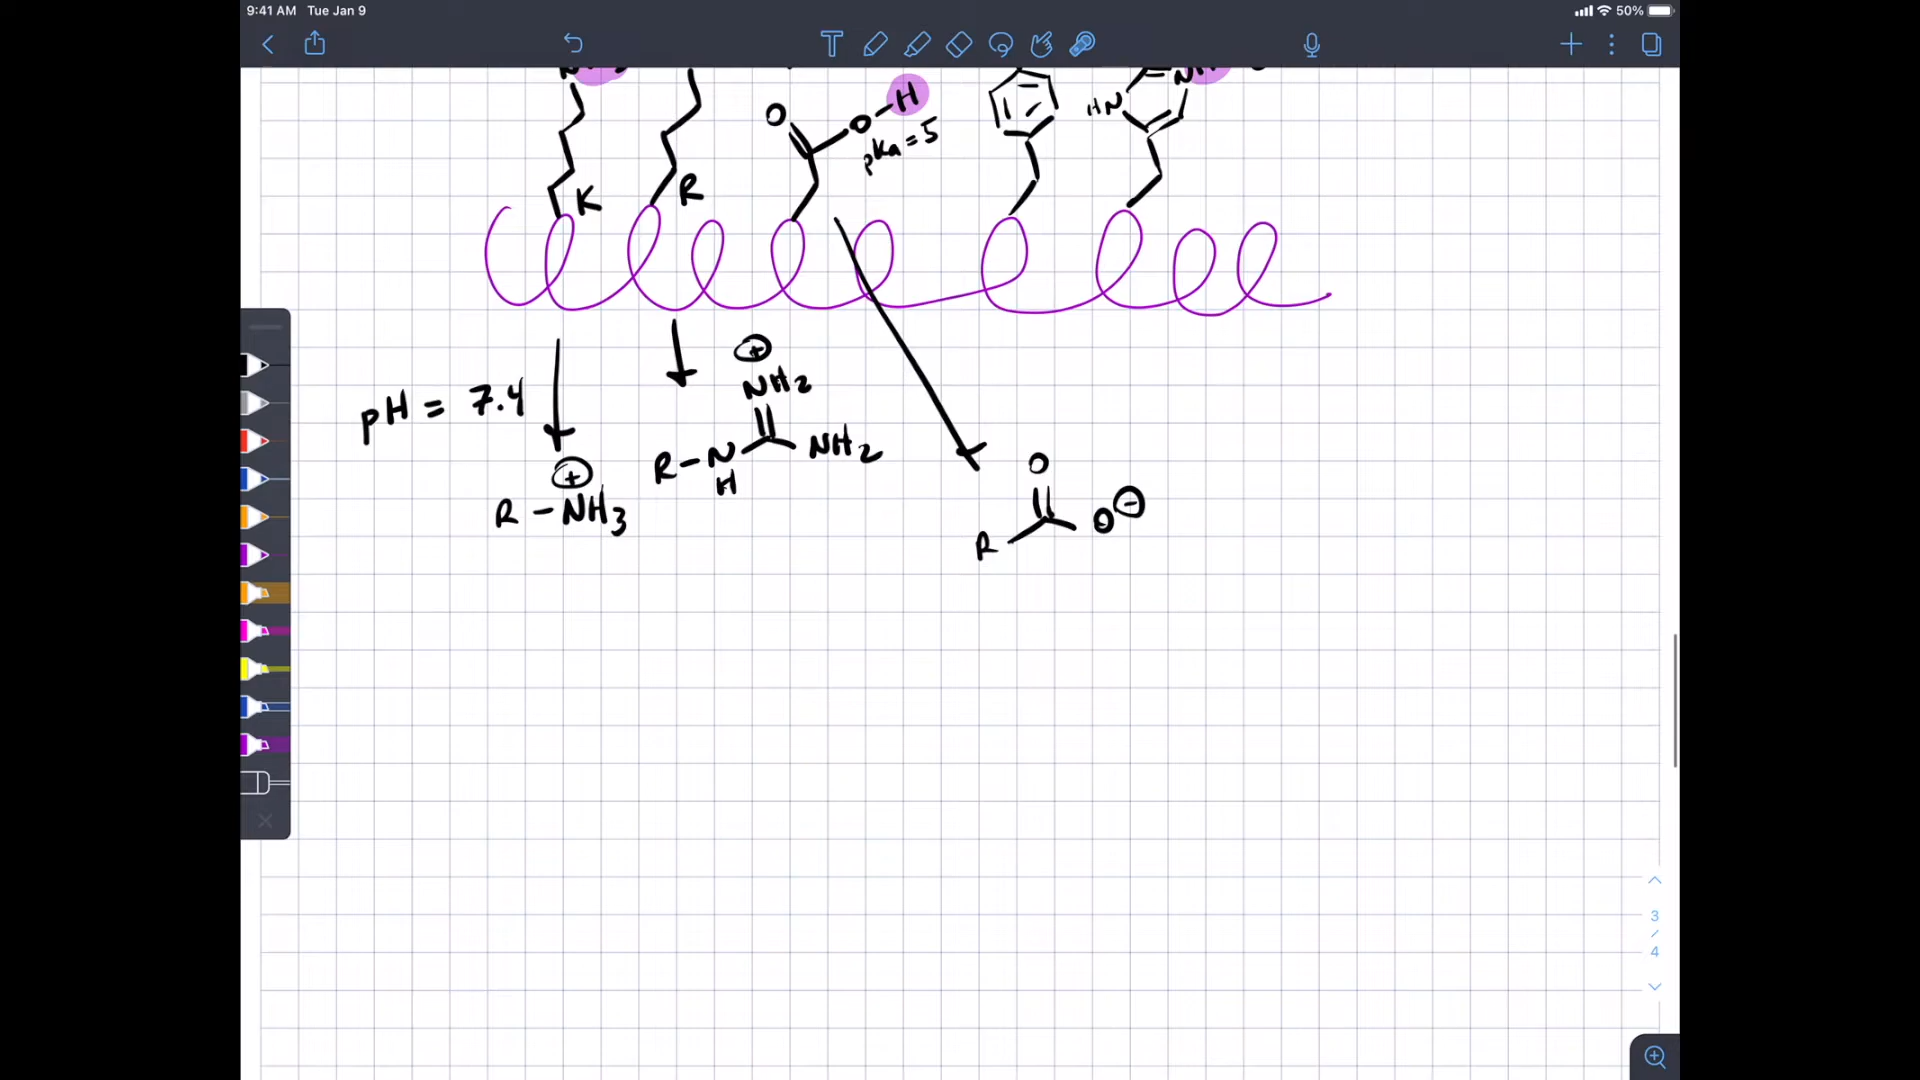 9:41 AM Tue Jan 9
50%
H
O
O
pKa = 5
HN
K
R
pH = 7.4
+
NH2
R-N
H
NH2
+
R-NH3
O
R
O
-
3
/
4